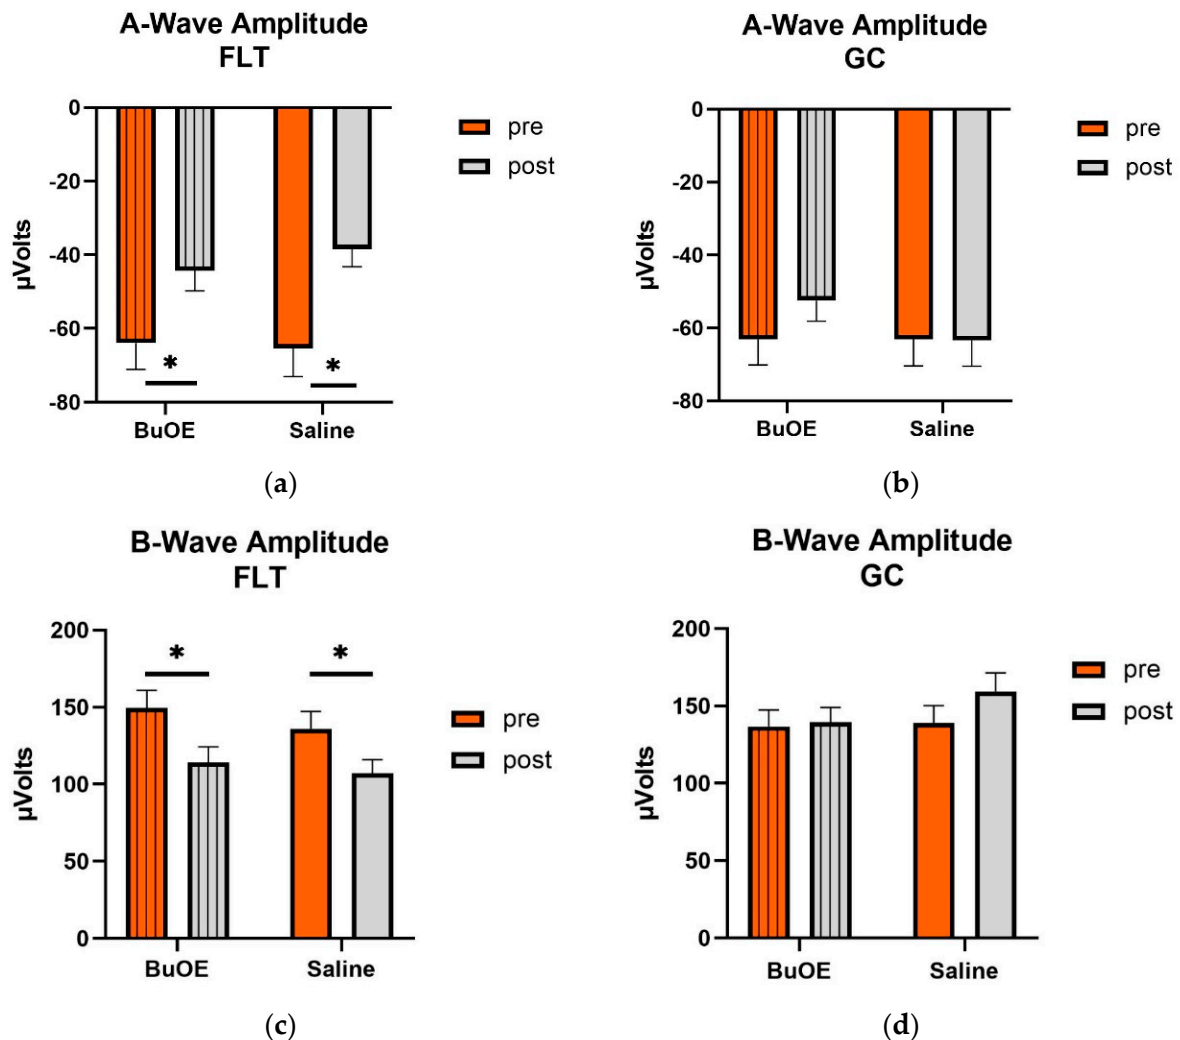 A-Wave Amplitude
FLT
0
-20
-40
-60
-80
µVolts
*
*
BuOE
Saline
pre
post
(a)
A-Wave Amplitude
GC
0
-20
-40
-60
-80
µVolts
BuOE
Saline
pre
post
(b)
B-Wave Amplitude
FLT
200
150
100
50
0
µVolts
*
*
BuOE
Saline
pre
post
(c)
B-Wave Amplitude
GC
200
150
100
50
0
µVolts
BuOE
Saline
pre
post
(d)